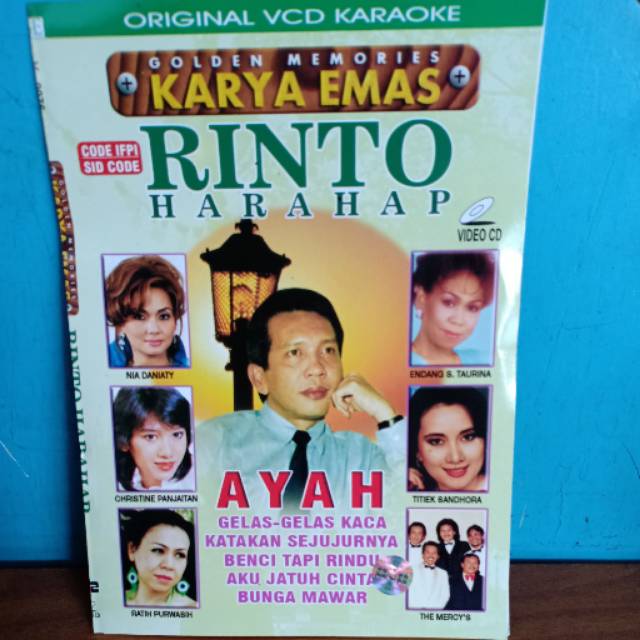 ORIGINAL VCD KARAOKE
GOLDEN MEMORIES
KARYA EMAS
CODE IFPI
SID CODE
RINTO
HARAHAP
VIDEO CD
NIA DANIATY
ENDANG S. TAURINA
CHRISTINE PANJAITAN
TITIEK SANDHORA
AYAH
GELAS-GELAS KACA
KATAKAN SEJUJURNYA
BENCI TAPI RINDU
AKU JATUH CINTA
BUNGA MAWAR
RATIH PURWASIH
THE MERCY'S
RINTO HARAHAP